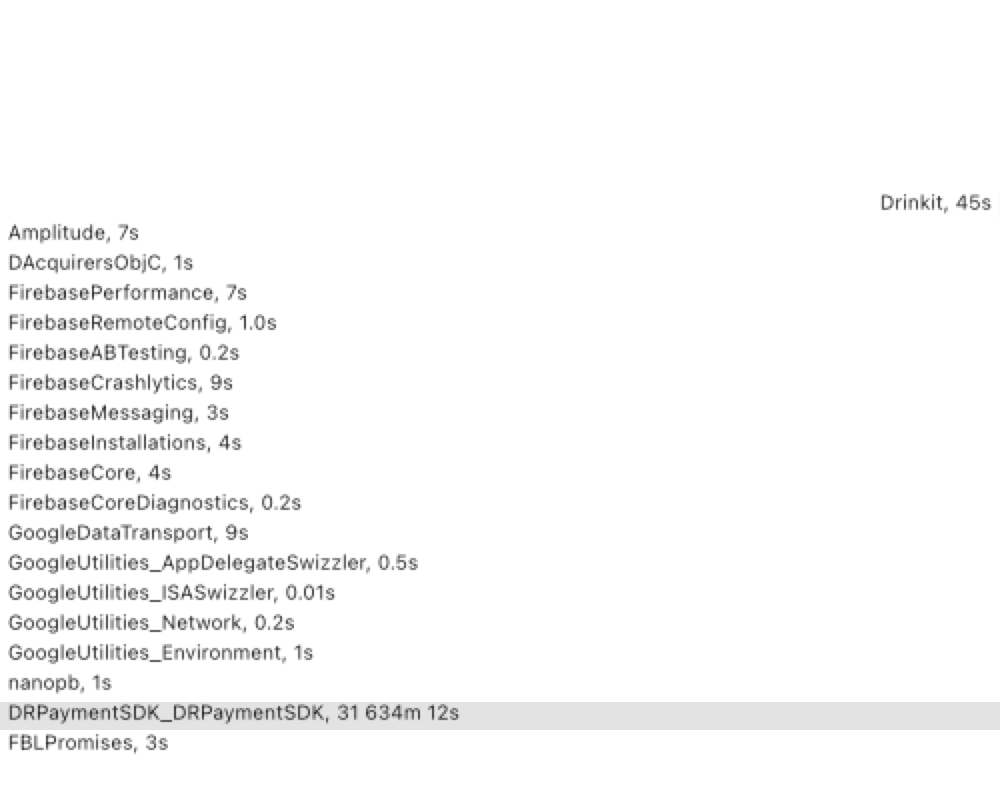 Drinkit, 45s
Amplitude, 7s
DAcquirersObjC, 1s
FirebasePerformance, 7s
FirebaseRemoteConfig, 1.0s
FirebaseABTesting, 0.2s
FirebaseCrashlytics, 9s
FirebaseMessaging, 3s
FirebaseInstallations, 4s
FirebaseCore, 4s
FirebaseCoreDiagnostics, 0.2s
GoogleDataTransport, 9s
GoogleUtilities_AppDelegateSwizzler, 0.5s
GoogleUtilities_ISASwizzler, 0.01s
GoogleUtilities_Network, 0.2s
GoogleUtilities_Environment, 1s
nanopb, 1s
DRPaymentSDK_DRPaymentSDK, 31 634m 12s
FBLPromises, 3s